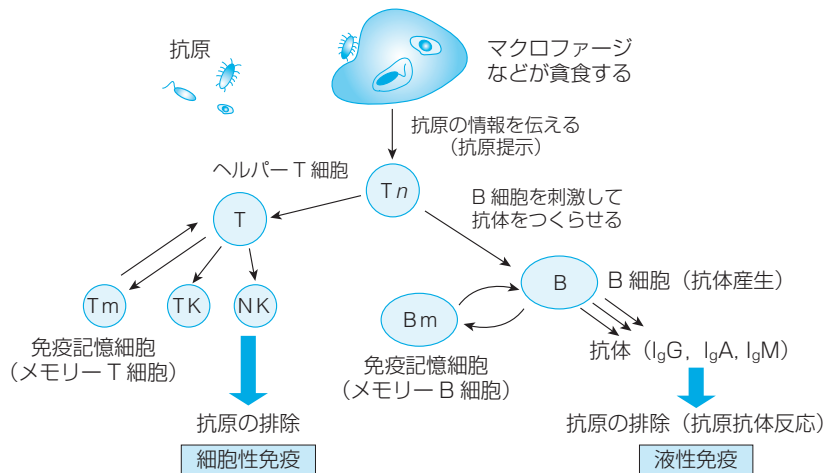 抗原
マクロファージ
などが貪食する
抗原の情報を伝える
（抗原提示）
ヘルパー T 細胞
Tn
B 細胞を刺激して
抗体をつくらせる
T
B
B 細胞（抗体産生）
Tm
TK
NK
Bm
免疫記憶細胞
（メモリー T 細胞）
免疫記憶細胞
（メモリー B 細胞）
抗体（IgG, IgA, IgM）
抗原の排除
抗原の排除（抗原抗体反応）
細胞性免疫
液性免疫